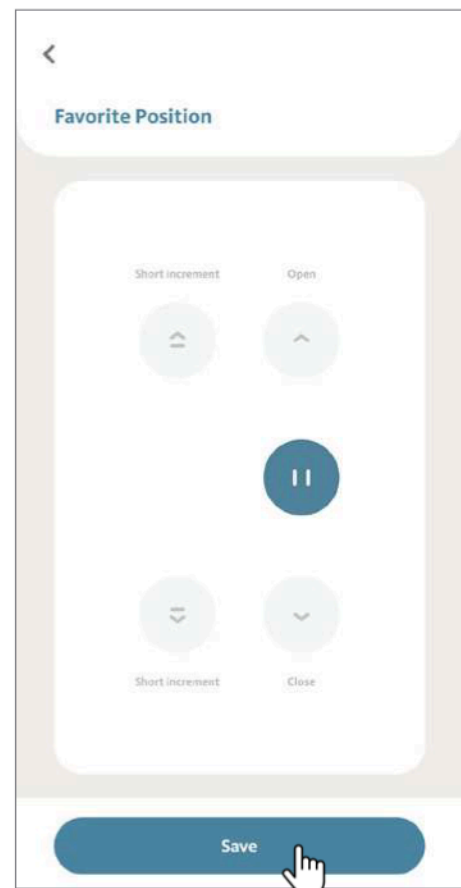 Favorite Position
Short increment Open
Short increment Close
Save